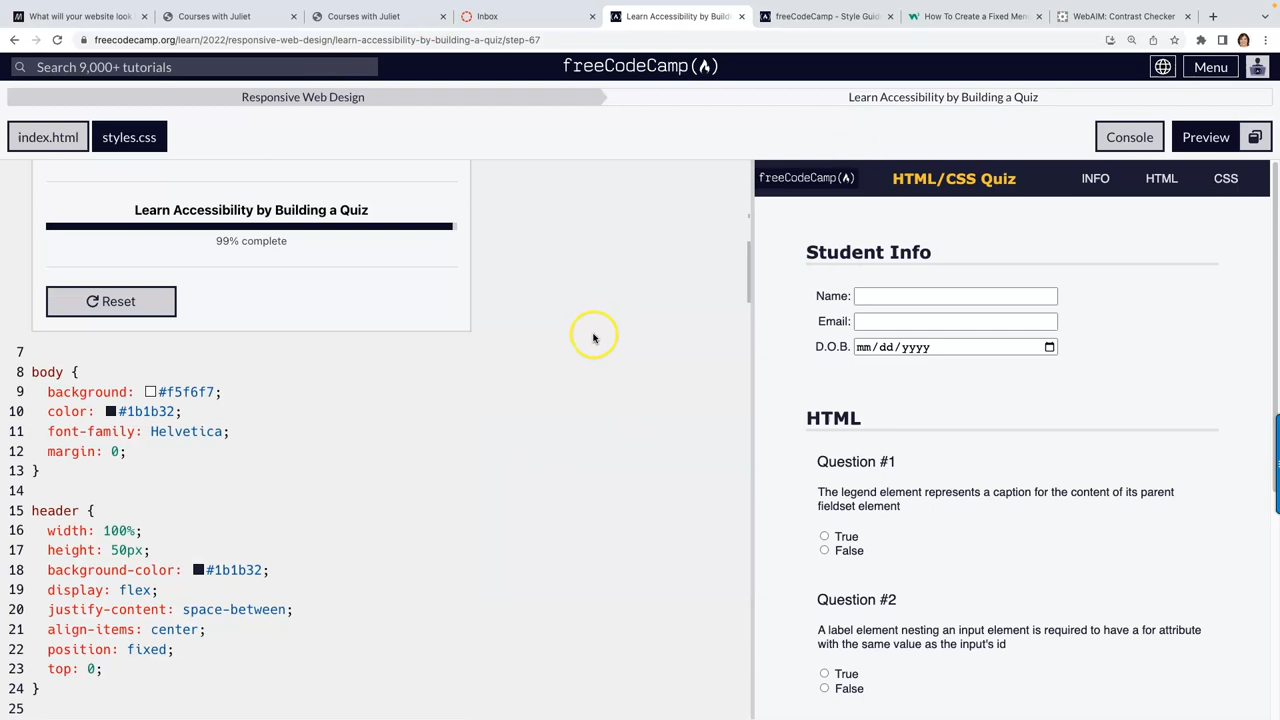 What will your website look
Courses with Juliet
Courses with Juliet
Inbox
Learn Accessibility by Build
freeCodeCamp - Style Guid
How To Create a Fixed Men
WebAIM: Contrast Checker
freecodecamp.org/learn/2022/responsive-web-design/learn-accessibility-by-building-a-quiz/step-67
Search 9,000+ tutorials
freeCodeCamp
Menu
Responsive Web Design
Learn Accessibility by Building a Quiz
index.html
styles.css
Console
Preview
Learn Accessibility by Building a Quiz
99% complete
Reset
7
8 body {
9 background: #f5f6f7;
10 color: #1b1b32;
11 font-family: Helvetica;
12 margin: 0;
13 }
14
15 header {
16 width: 100%;
17 height: 50px;
18 background-color: #1b1b32;
19 display: flex;
20 justify-content: space-between;
21 align-items: center;
22 position: fixed;
23 top: 0;
24 }
25
freeCodeCamp
HTML/CSS Quiz
INFO
HTML
CSS
Student Info
Name:
Email:
D.O.B. mm/dd/yyyy
HTML
Question #1
The legend element represents a caption for the content of its parent
fieldset element
True
False
Question #2
A label element nesting an input element is required to have a for attribute
with the same value as the input's id
True
False